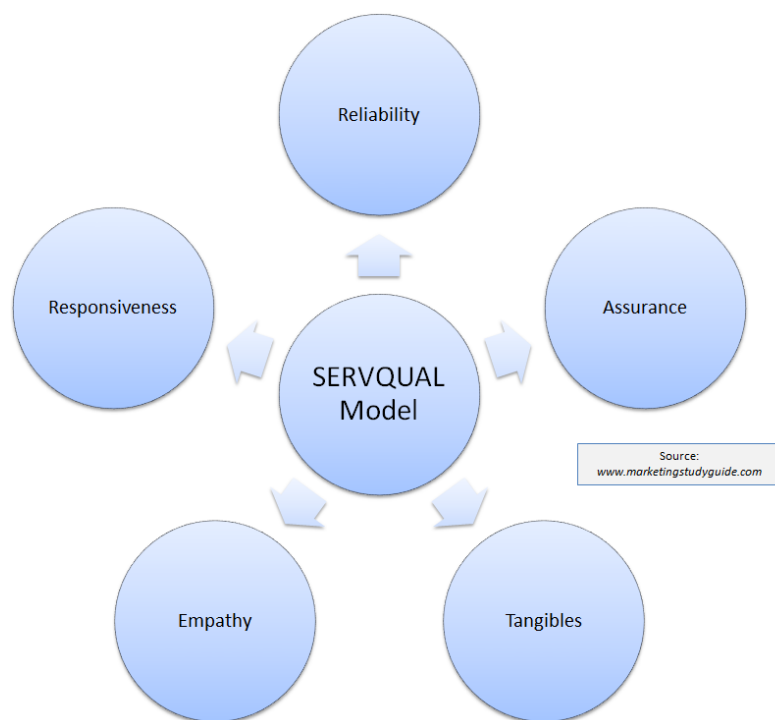 Reliability
Responsiveness
Assurance
SERVQUAL
Model
Source:
www.marketingstudyguide.com
Empathy
Tangibles